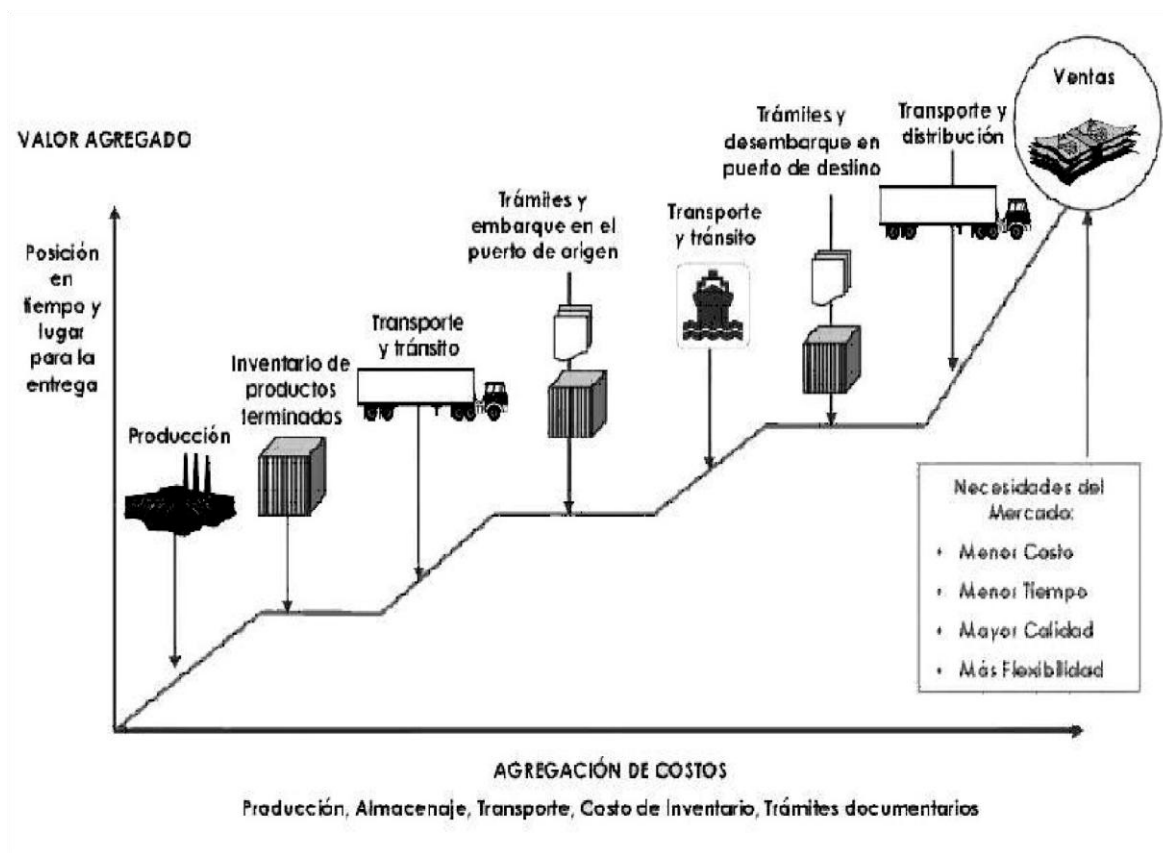 VALOR AGREGADO
Posición
en
tiempo y
lugar
para la
entrega
Producción
Inventario de
productos
terminados
Transporte
y tránsito
Trámites y
embarque en el
puerto de origen
Transporte
y tránsito
Trámites y
desembarque en
puerto de destino
Transporte y
distribución
Ventas
Necesidades del
Mercado:
• Menor Costo
• Menor Tiempo
• Mayor Calidad
• Más Flexibilidad
AGREGACIÓN DE COSTOS
Producción, Almacenaje, Transporte, Costo de Inventario, Trámites documentarios